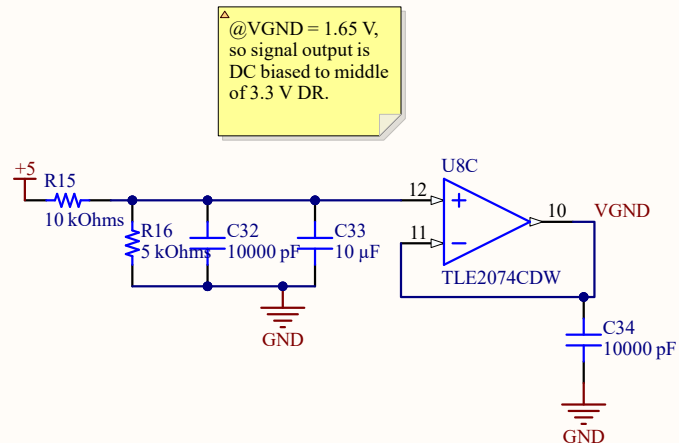 @VGND = 1.65 V,
so signal output is
DC biased to middle
of 3.3 V DR.
+5
R15
10 kOhms
R16
5 kOhms
C32
10000 pF
C33
10 µF
GND
U8C
12
11
10
VGND
TLE2074CDW
C34
10000 pF
GND